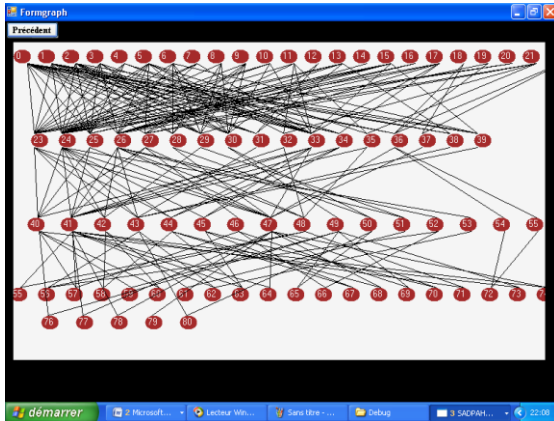 Formgraph
Précédent
0 1 2 3 4 5 6 7 8 9 10 11 12 13 14 15 16 17 18 19 20 21
23 24 25 26 27 28 29 30 31 32 33 34 35 36 37 38 39
40 41 42 43 44 45 46 47 48 49 50 51 52 53 54 55
55 56 57 58 59 60 61 62 63 64 65 66 67 68 69 70 71 72 73 74
76 77 78 79 80
démarrer 2 Microsoft... Lecteur Win... Sans titre - ... Debug 3 SADPAH... 22:08